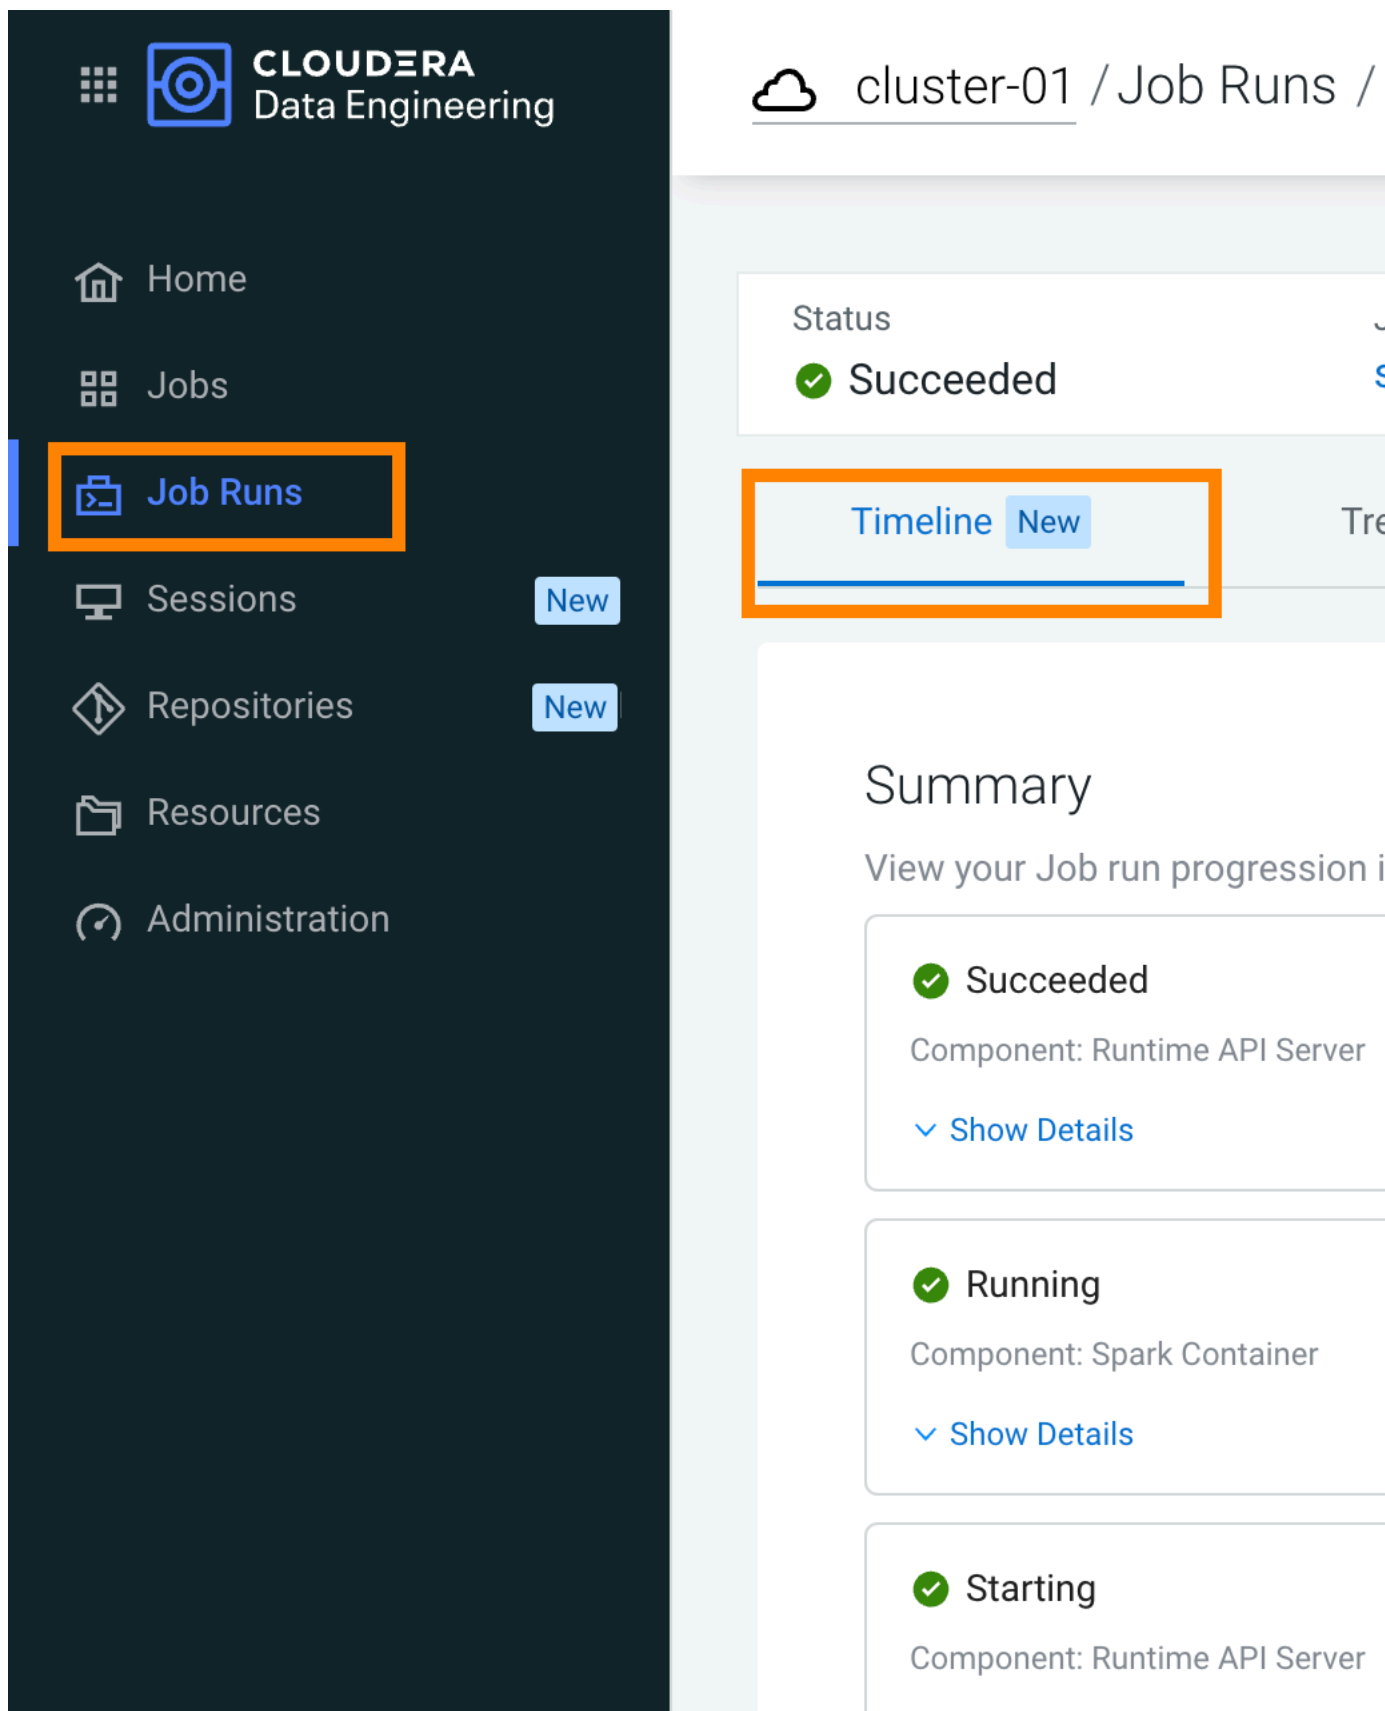 CLOUDERA
Data Engineering
cluster-01 / Job Runs /
Home
Jobs
Job Runs
Sessions New
Repositories New
Resources
Administration
Status
Succeeded
Timeline New
Summary
View your Job run progression
Succeeded
Component: Runtime API Server
Show Details
Running
Component: Spark Container
Show Details
Starting
Component: Runtime API Server